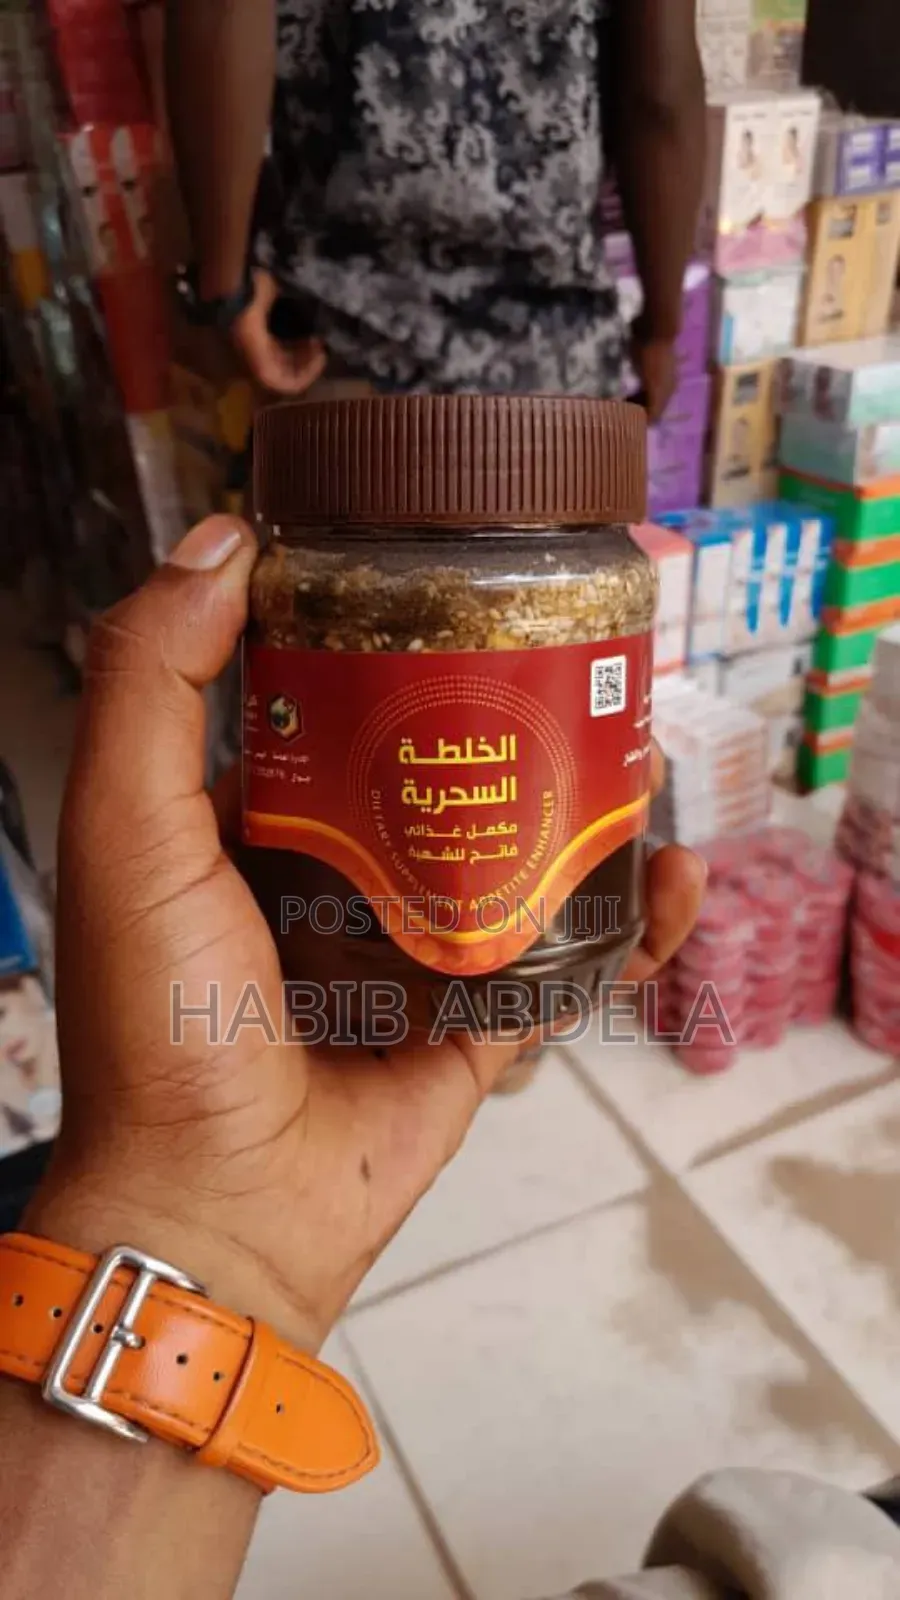 الخلطة
السحرية
مكمل غذائي
فاتح للشهية
DIETARY SUPPLEMENT APPETITE ENHANCER
POSTED ON JIJI
HABIB ABDELA